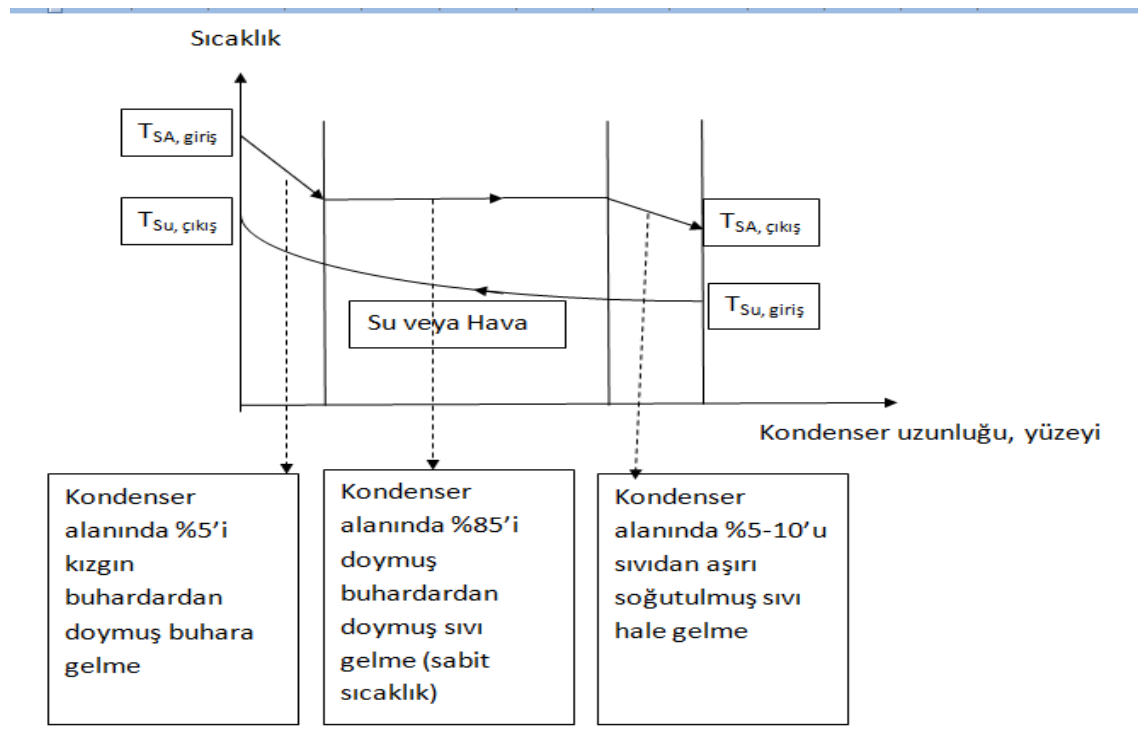 Sıcaklık
TSA, giriş
TSu, çıkış
TSA, çıkış
TSu, giriş
Su veya Hava
Kondenser uzunluğu, yüzeyi
Kondenser
alanında %5’i
kızgın
buhardardan
doymuş buhara
gelme
Kondenser
alanında %85’i
doymuş
buhardardan
doymuş sıvı
gelme (sabit
sıcaklık)
Kondenser
alanında %5-10’u
sıvıdan aşırı
soğutulmuş sıvı
hale gelme